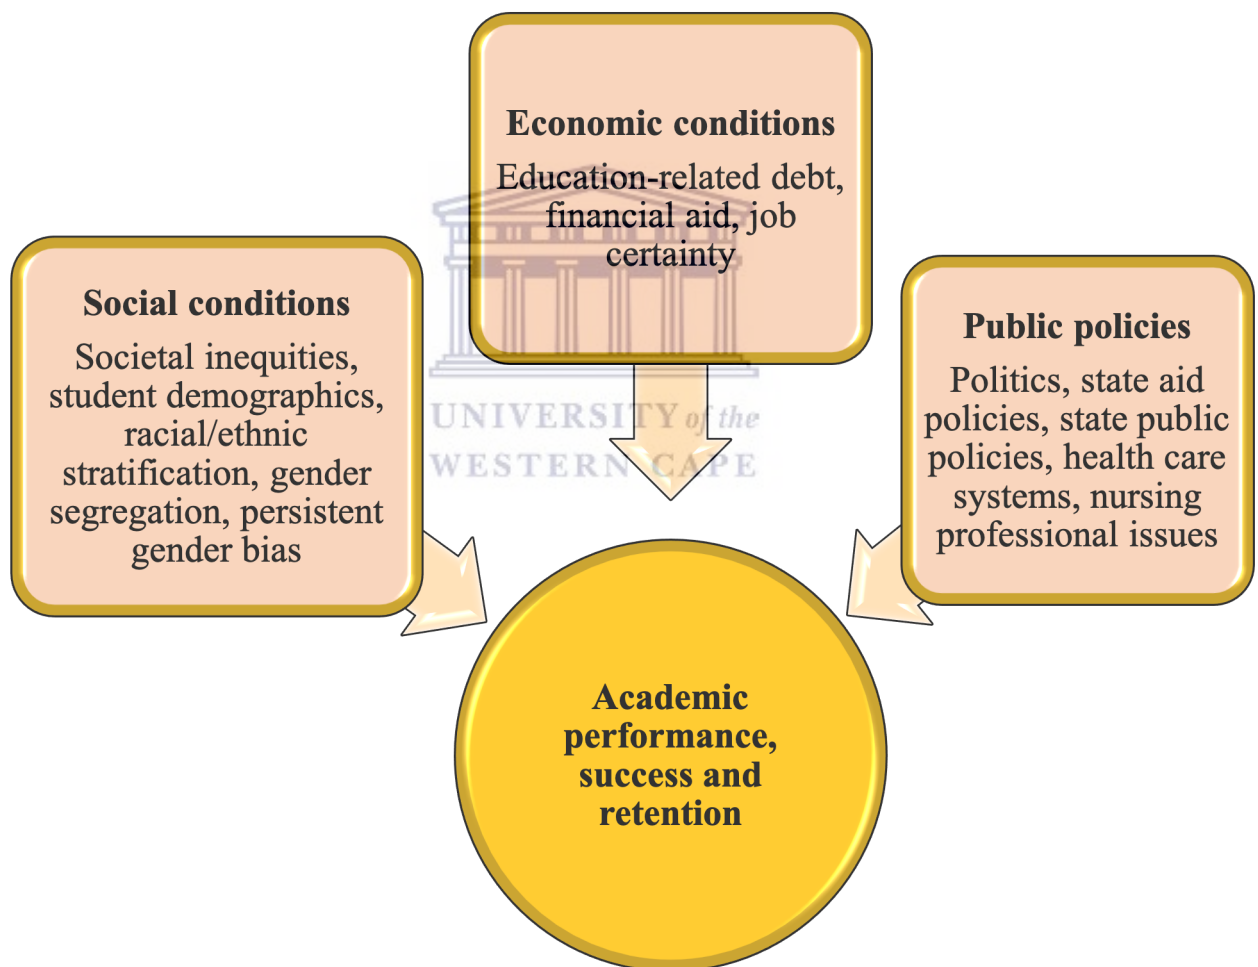 Economic conditions
Education-related debt,
financial aid, job
certainty
Social conditions
Societal inequities,
student demographics,
racial/ethnic
stratification, gender
segregation, persistent
gender bias
Public policies
Politics, state aid
policies, state public
policies, health care
systems, nursing
professional issues
UNIVERSITY of the
WESTERN CAPE
Academic
performance,
success and
retention